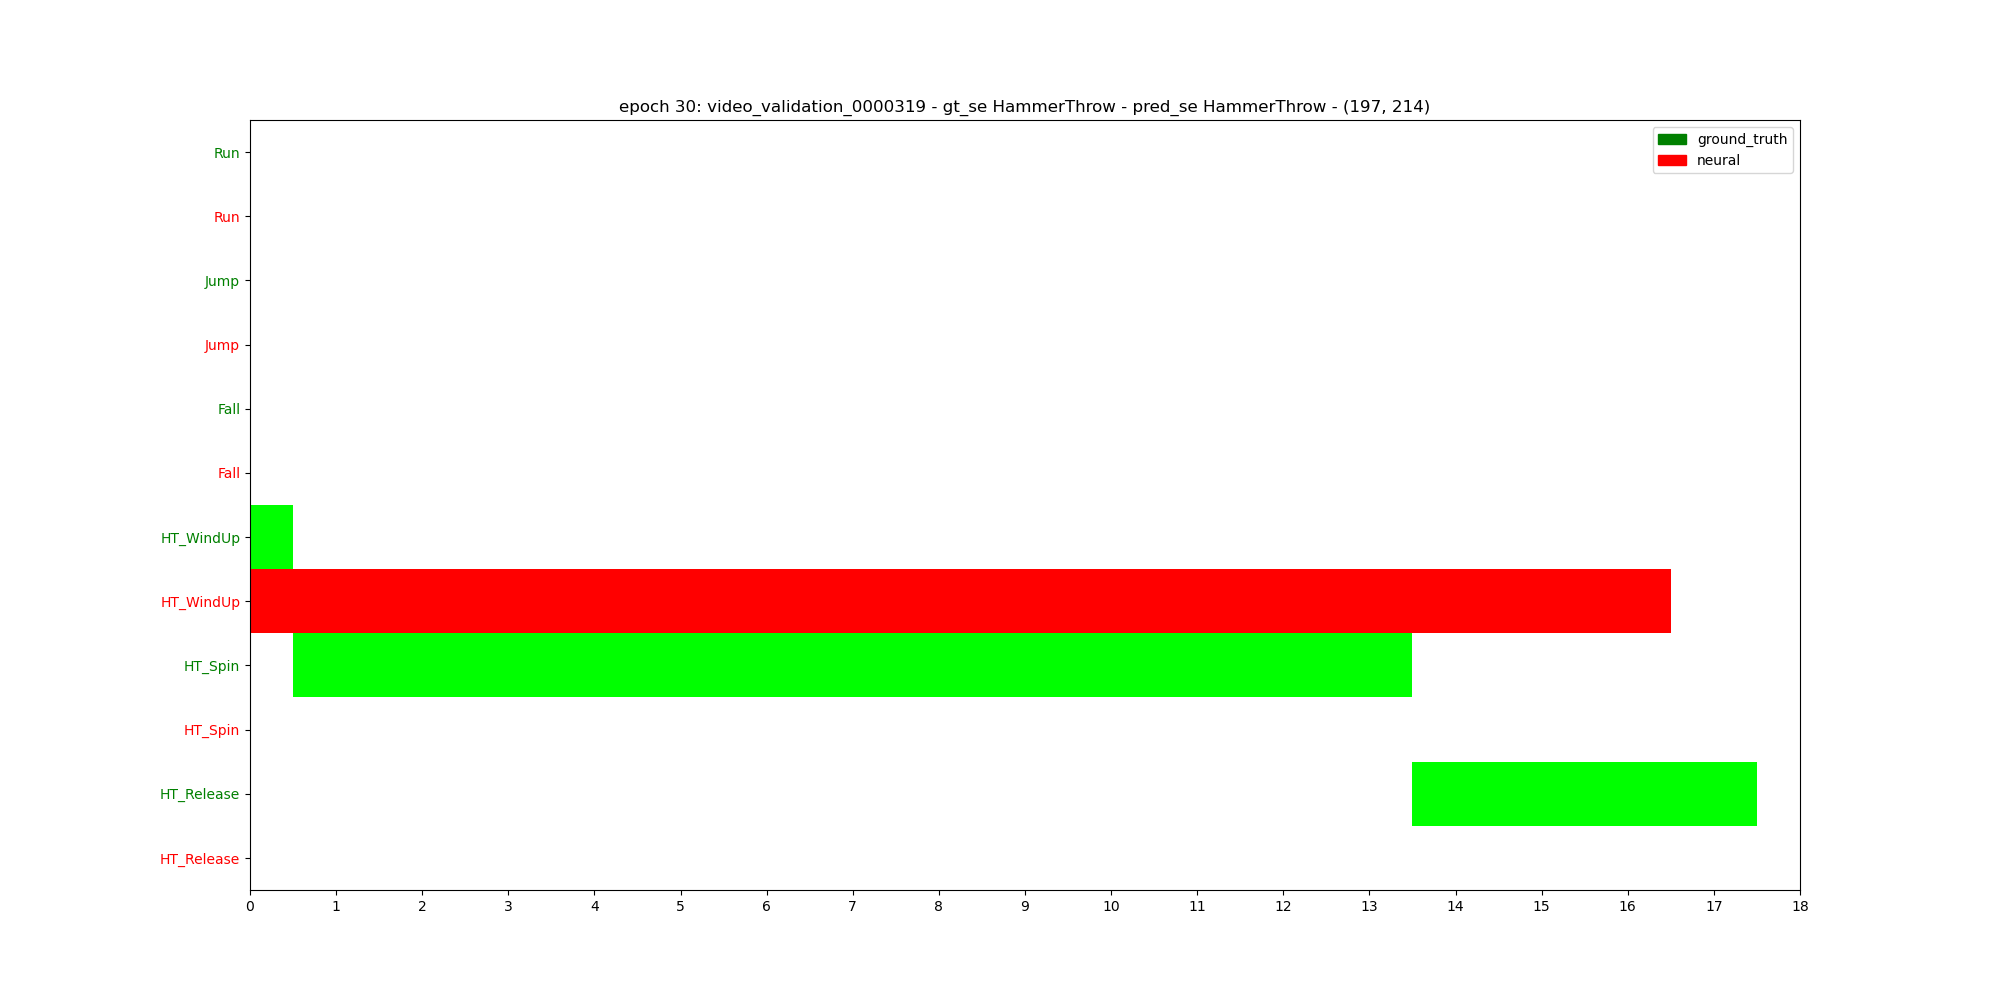 epoch 30: video_validation_0000319 - gt_se HammerThrow - pred_se HammerThrow - (197, 214)
ground_truth
neural
Run
Run
Jump
Jump
Fall
Fall
HT_WindUp
HT_WindUp
HT_Spin
HT_Spin
HT_Release
HT_Release
0 1 2 3 4 5 6 7 8 9 10 11 12 13 14 15 16 17 18